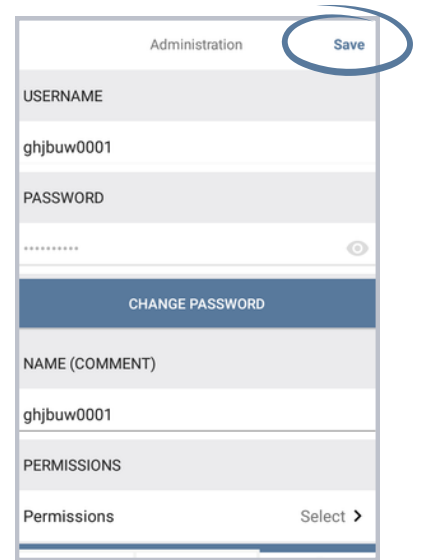 Administration Save
USERNAME
ghjbuw0001
PASSWORD
••••••••••
CHANGE PASSWORD
NAME (COMMENT)
ghjbuw0001
PERMISSIONS
Permissions Select